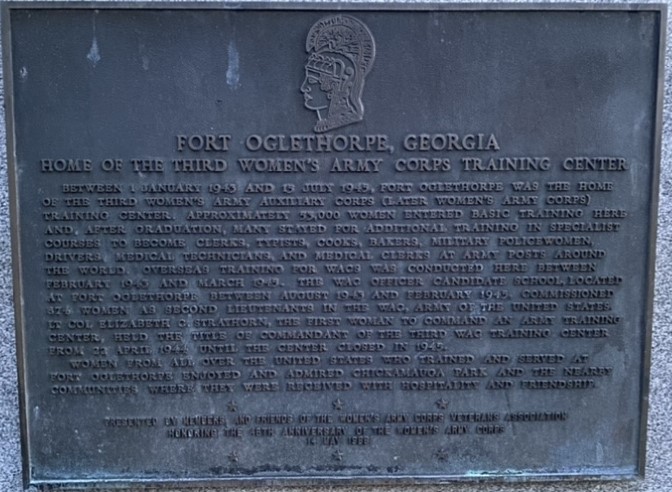 FORT OGLETHORPE, GEORGIA
HOME OF THE THIRD WOMEN'S ARMY CORPS TRAINING CENTER
BETWEEN 1 JANUARY 1943 AND 15 JULY 1945, FORT OGLETHORPE WAS THE HOME
OF THE THIRD WOMEN'S ARMY AUXILIARY CORPS (LATER WOMEN'S ARMY CORPS)
TRAINING CENTER. APPROXIMATELY 000 WOMEN ENTERED BASIC TRAINING HERE
AND, AFTER GRADUATION, MANY STAYED FOR ADDITIONAL TRAINING IN SPECIALIST
COURSES TO BECOME CLERKS, TYPISTS, COOKS, BAKERS, MILITARY POLICEWOMEN,
DRIVERS, MEDICAL TECHNICIANS, AND MEDICAL CLERKS AT ARMY POSTS AROUND
THE WORLD. OVERSEAS TRAINING FOR WACS WAS CONDUCTED HERE BETWEEN
FEBRUARY 1943 AND MARCH 1945. THE WAC OFFICER CANDIDATE SCHOOL, LOCATED
AT FORT OGLETHORPE BETWEEN AUGUST 1943 AND FEBRUARY 1945, COMMISSIONED
WOMEN AS SECOND LIEUTENANTS IN THE WAC, ARMY OF THE UNITED STATES.
LT COL ELIZABETH C. STRATHORN, THE FIRST WOMAN TO COMMAND AN ARMY TRAINING
CENTER, HELD THE TITLE OF COMMANDANT OF THE THIRD WAC TRAINING CENTER
FROM 22 APRIL 1944 UNTIL THE CENTER CLOSED IN 1945.
WOMEN FROM ALL OVER THE UNITED STATES WHO TRAINED AND SERVED AT
FORT OGLETHORPE ENJOYED AND ADMIRED CHICKAMAUGA PARK AND THE NEARBY
COMMUNITIES WHERE THEY WERE RECEIVED WITH HOSPITALITY AND FRIENDSHIP.
PRESENTED BY MEMBERS AND FRIENDS OF THE WOMEN'S ARMY CORPS VETERANS ASSOCIATION
HONORING THE ANNIVERSARY OF THE WOMEN'S ARMY CORPS
14 MAY